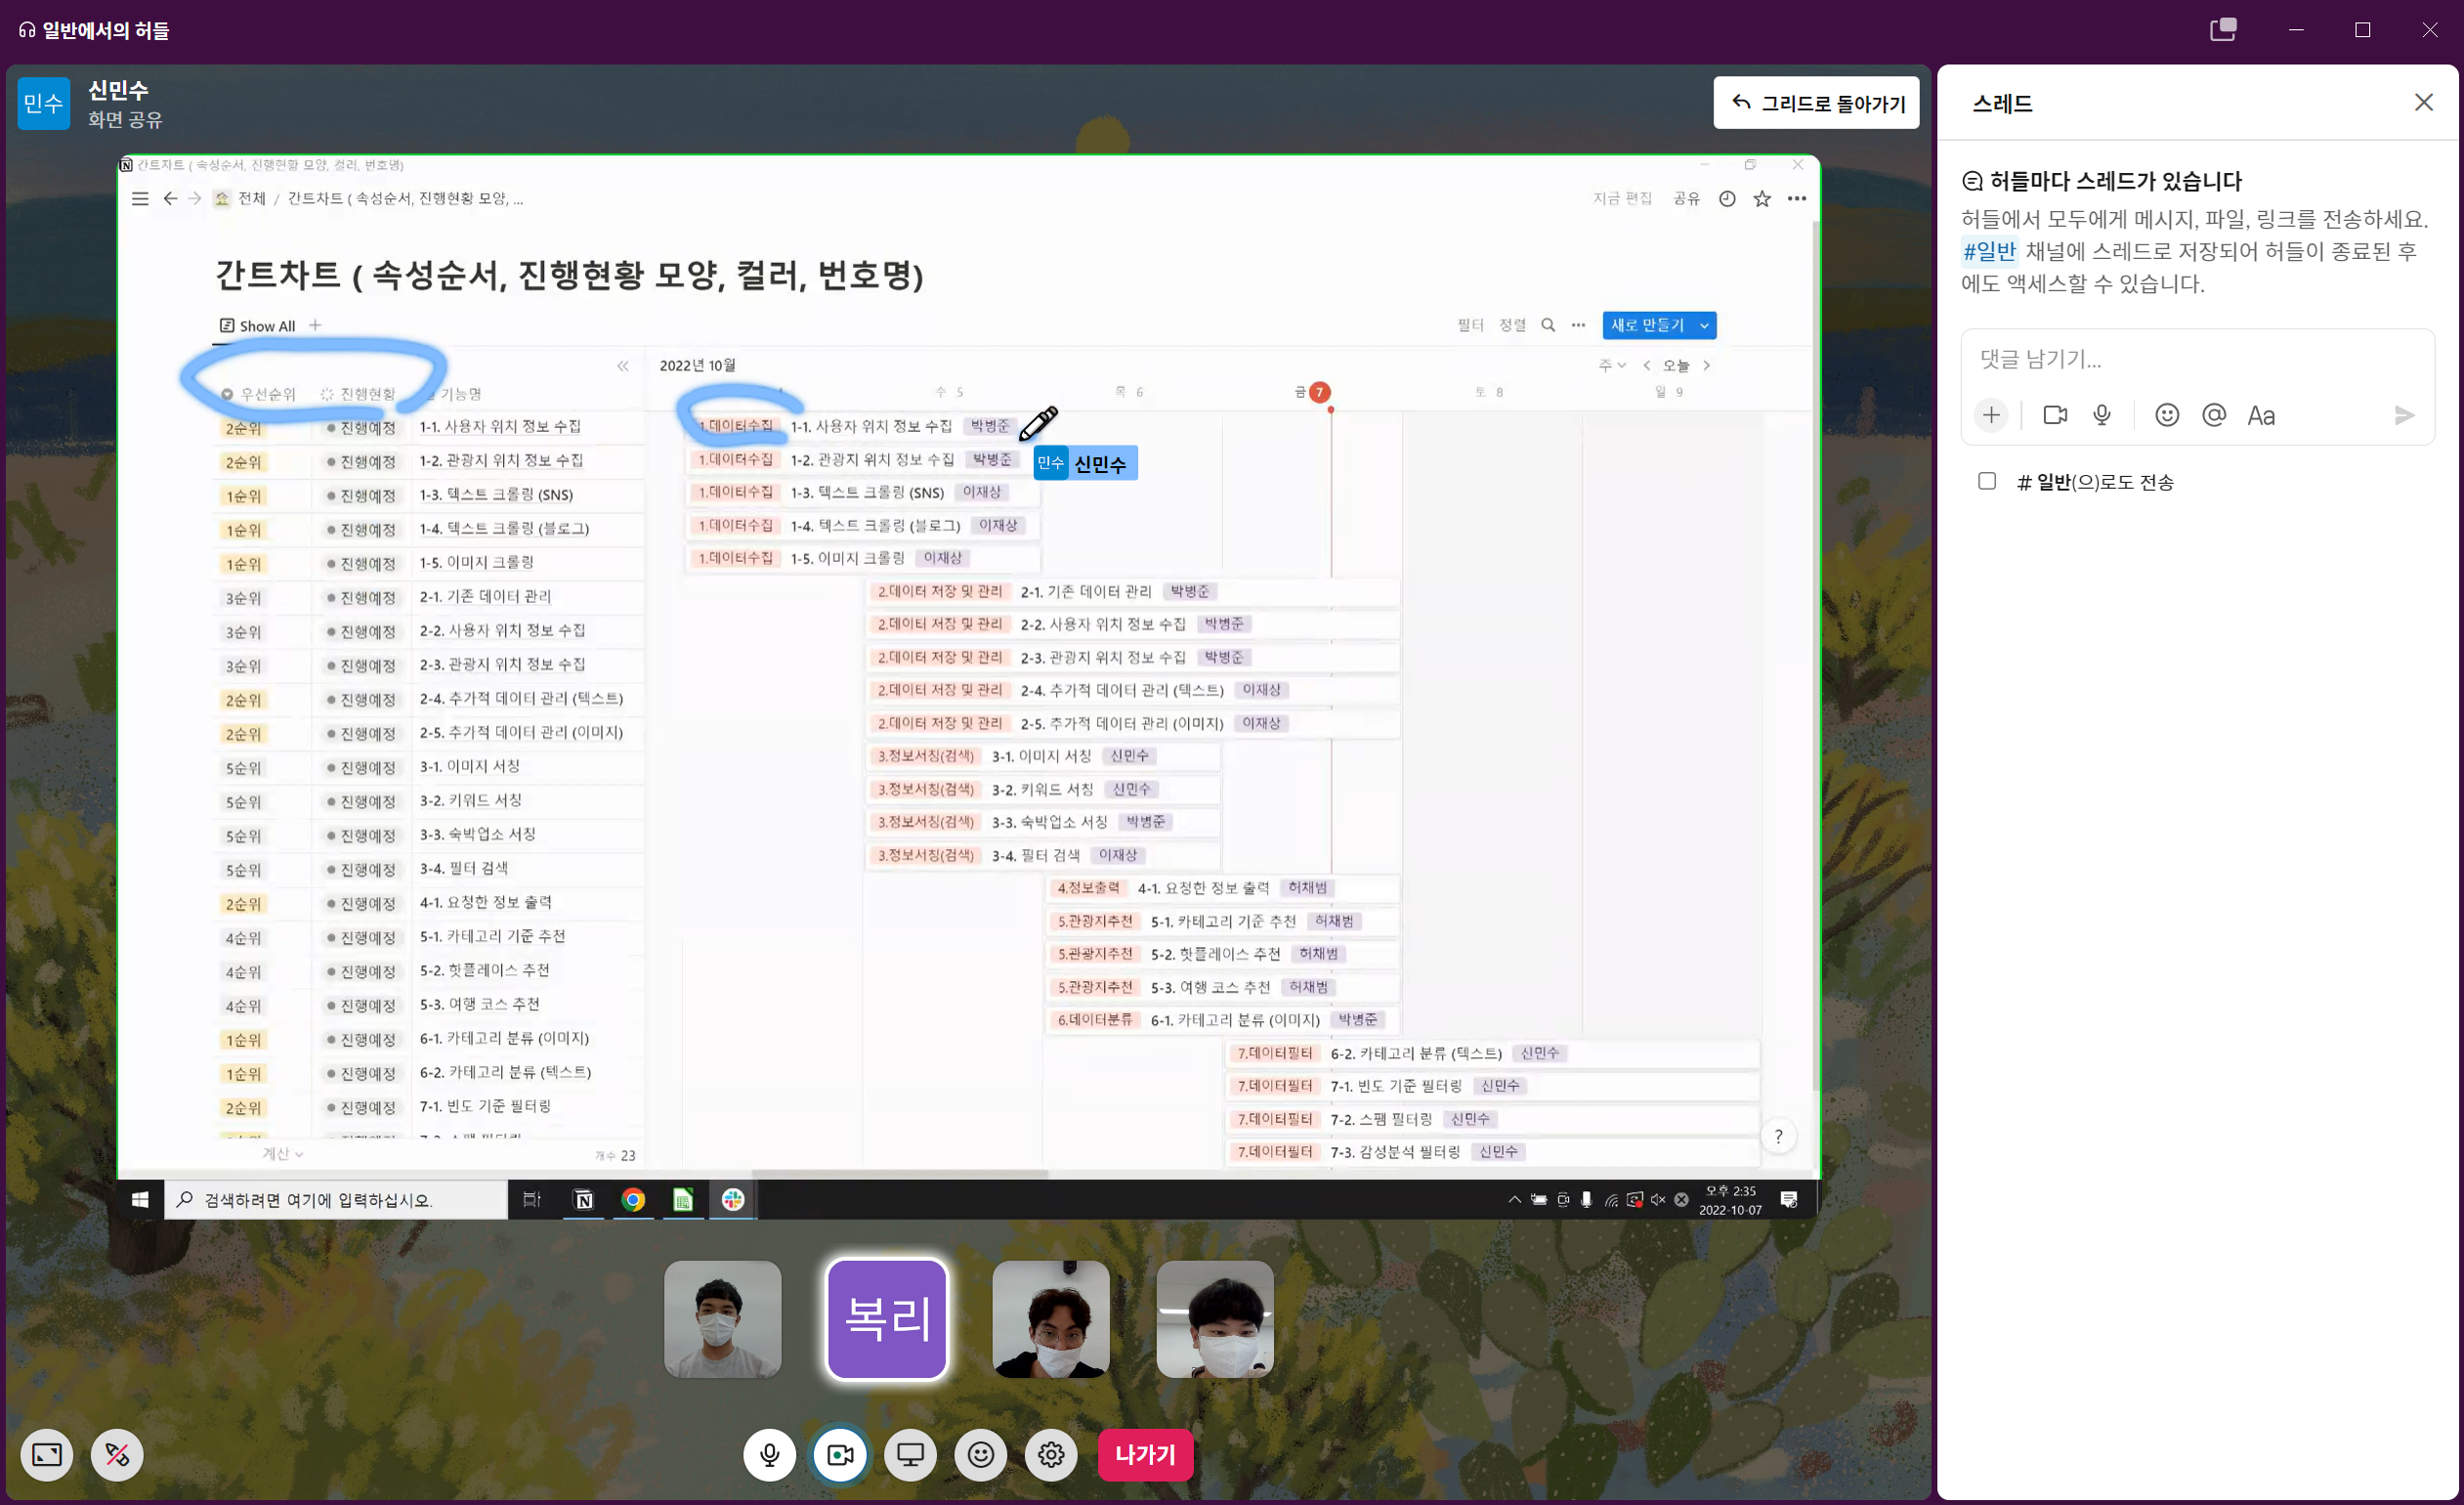 일반에서의 허들
민수 신민수
화면 공유
그리드로 돌아가기
간트차트 ( 속성순서, 진행현황 모양, 컬러, 번호명)
전체 / 간트차트 ( 속성순서, 진행현황 모양, ...
지금 편집 공유
간트차트 ( 속성순서, 진행현황 모양, 컬러, 번호명)
Show All
필터 정렬 새로 만들기
2022년 10월
주 오늘
우선순위 진행현황 기능명
수 5 목 6 금 7 토 8 일 9
2순위 진행예정 1-1. 사용자 위치 정보 수집
2순위 진행예정 1-2. 관광지 위치 정보 수집
1순위 진행예정 1-3. 텍스트 크롤링 (SNS)
1순위 진행예정 1-4. 텍스트 크롤링 (블로그)
1순위 진행예정 1-5. 이미지 크롤링
3순위 진행예정 2-1. 기존 데이터 관리
3순위 진행예정 2-2. 사용자 위치 정보 수집
3순위 진행예정 2-3. 관광지 위치 정보 수집
2순위 진행예정 2-4. 추가적 데이터 관리 (텍스트)
2순위 진행예정 2-5. 추가적 데이터 관리 (이미지)
5순위 진행예정 3-1. 이미지 서칭
5순위 진행예정 3-2. 키워드 서칭
5순위 진행예정 3-3. 숙박업소 서칭
5순위 진행예정 3-4. 필터 검색
2순위 진행예정 4-1. 요청한 정보 출력
4순위 진행예정 5-1. 카테고리 기준 추천
4순위 진행예정 5-2. 핫플레이스 추천
4순위 진행예정 5-3. 여행 코스 추천
1순위 진행예정 6-1. 카테고리 분류 (이미지)
1순위 진행예정 6-2. 카테고리 분류 (텍스트)
2순위 진행예정 7-1. 빈도 기준 필터링
계산 개수 23
1.데이터수집 1-1. 사용자 위치 정보 수집 박병준
민수 신민수
1.데이터수집 1-2. 관광지 위치 정보 수집 박병준
1.데이터수집 1-3. 텍스트 크롤링 (SNS) 이재상
1.데이터수집 1-4. 텍스트 크롤링 (블로그) 이재상
1.데이터수집 1-5. 이미지 크롤링 이재상
2.데이터 저장 및 관리 2-1. 기존 데이터 관리 박병준
2.데이터 저장 및 관리 2-2. 사용자 위치 정보 수집 박병준
2.데이터 저장 및 관리 2-3. 관광지 위치 정보 수집 박병준
2.데이터 저장 및 관리 2-4. 추가적 데이터 관리 (텍스트) 이재상
2.데이터 저장 및 관리 2-5. 추가적 데이터 관리 (이미지) 이재상
3.정보서칭(검색) 3-1. 이미지 서칭 신민수
3.정보서칭(검색) 3-2. 키워드 서칭 신민수
3.정보서칭(검색) 3-3. 숙박업소 서칭 박병준
3.정보서칭(검색) 3-4. 필터 검색 이재상
4.정보출력 4-1. 요청한 정보 출력 허채범
5.관광지추천 5-1. 카테고리 기준 추천 허채범
5.관광지추천 5-2. 핫플레이스 추천 허채범
5.관광지추천 5-3. 여행 코스 추천 허채범
6.데이터분류 6-1. 카테고리 분류 (이미지) 박병준
7.데이터필터 6-2. 카테고리 분류 (텍스트) 신민수
7.데이터필터 7-1. 빈도 기준 필터링 신민수
7.데이터필터 7-2. 스팸 필터링 신민수
7.데이터필터 7-3. 감성분석 필터링 신민수
?
검색하려면 여기에 입력하십시오.
오후 2:35
2022-10-07
복리
나가기
스레드
허들마다 스레드가 있습니다
허들에서 모두에게 메시지, 파일, 링크를 전송하세요.
#일반 채널에 스레드로 저장되어 허들이 종료된 후
에도 액세스할 수 있습니다.
댓글 남기기...
Aa
# 일반(으)로도 전송